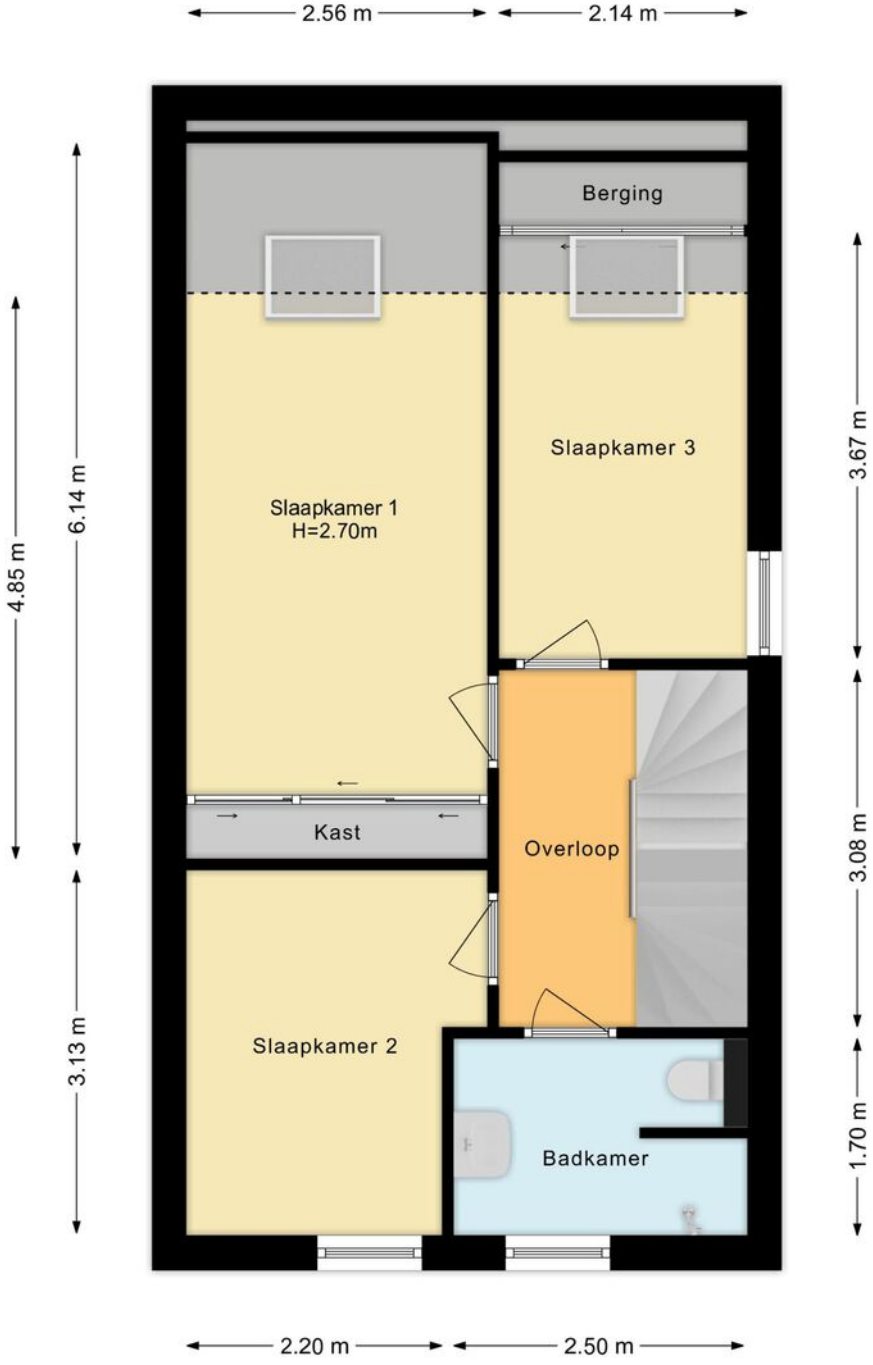 2.56 m
2.14 m
Berging
Slaapkamer 3
3.67 m
6.14 m
4.85 m
Slaapkamer 1
H=2.70m
Kast
Overloop
3.08 m
Slaapkamer 2
3.13 m
Badkamer
1.70 m
2.20 m
2.50 m